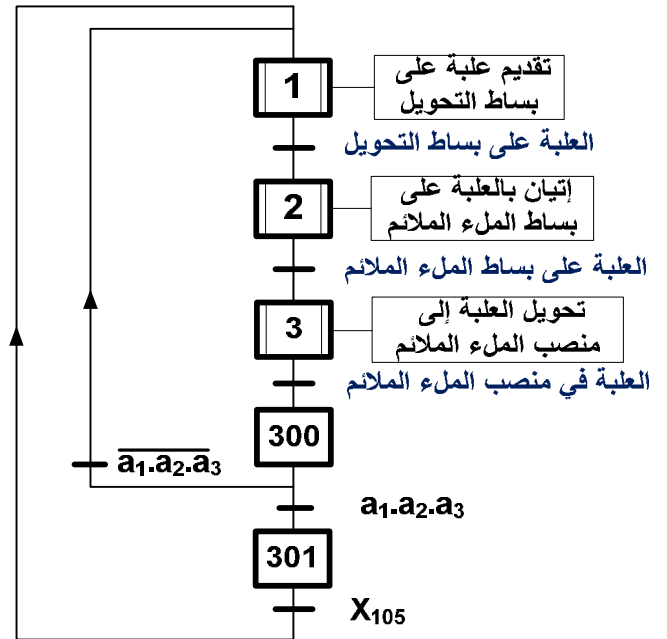 1
تقديم علبة على
بساط التحويل
العلبة على بساط التحويل
2
إتيان بالعلبة على
بساط الملء الملائم
العلبة على بساط الملء الملائم
3
تحويل العلبة إلى
منصب الملء الملائم
العلبة في منصب الملء الملائم
300
a₁.a₂.a₃
a₁.a₂.a₃
301
X₁₀₅